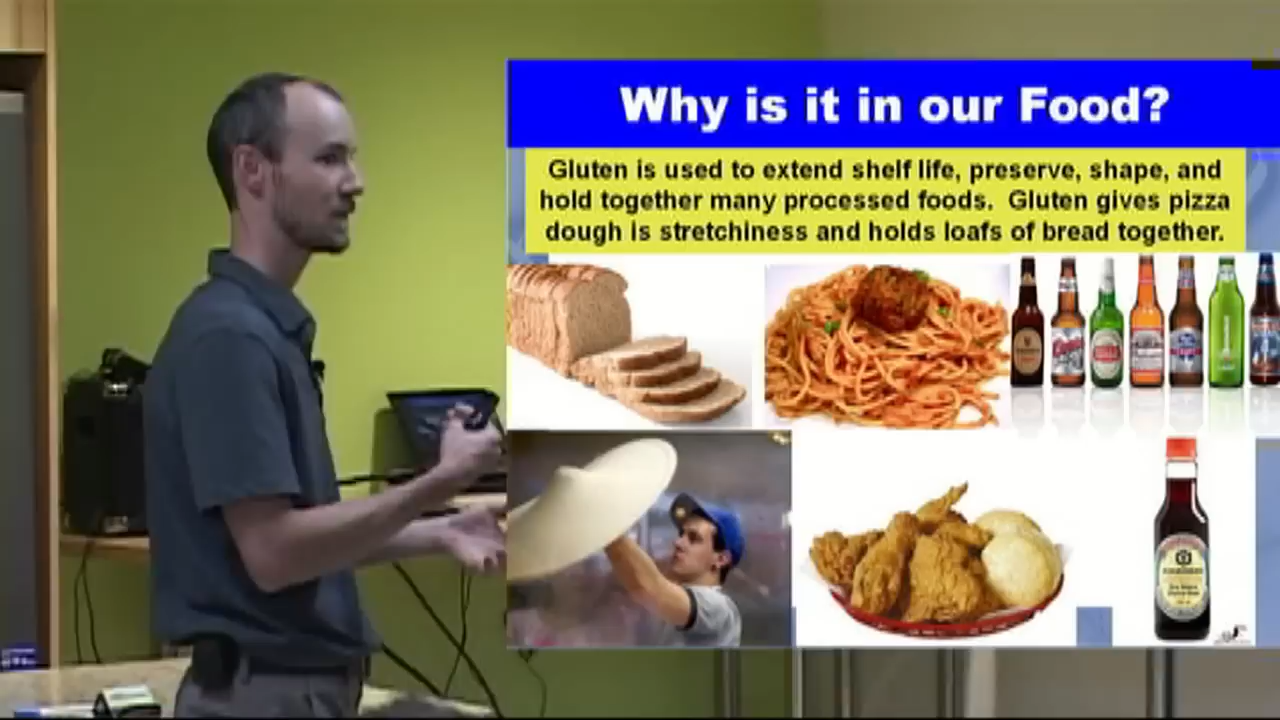 Why is it in our Food?
Gluten is used to extend shelf life, preserve, shape, and
hold together many processed foods. Gluten gives pizza
dough is stretchiness and holds loafs of bread together.